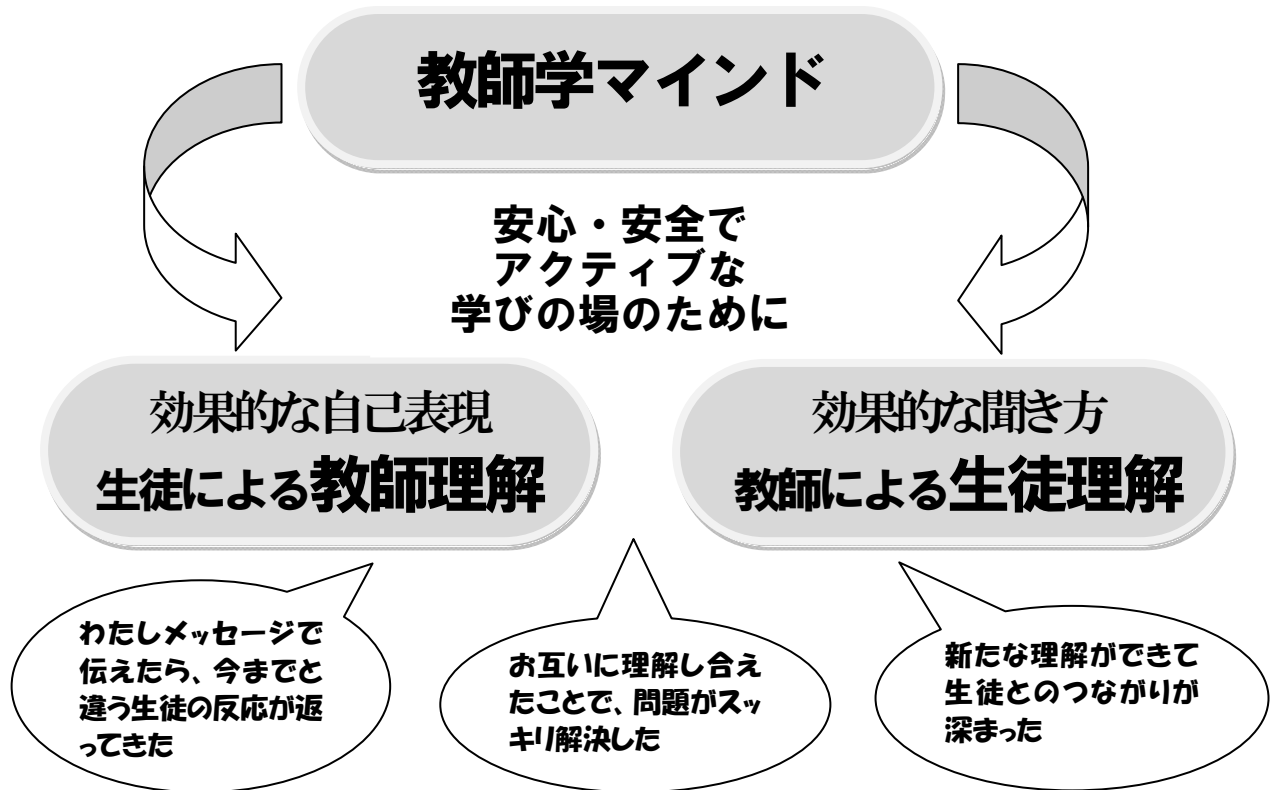 教師学マインド
安心・安全で
アクティブな
学びの場のために
効果的な自己表現
生徒による教師理解
効果的な聞き方
教師による生徒理解
わたしメッセージで
伝えたら、今までと
違う生徒の反応が返
ってきた
お互いに理解し合え
たことで、問題がスッ
キリ解決した
新たな理解ができて
生徒とのつながりが
深まった